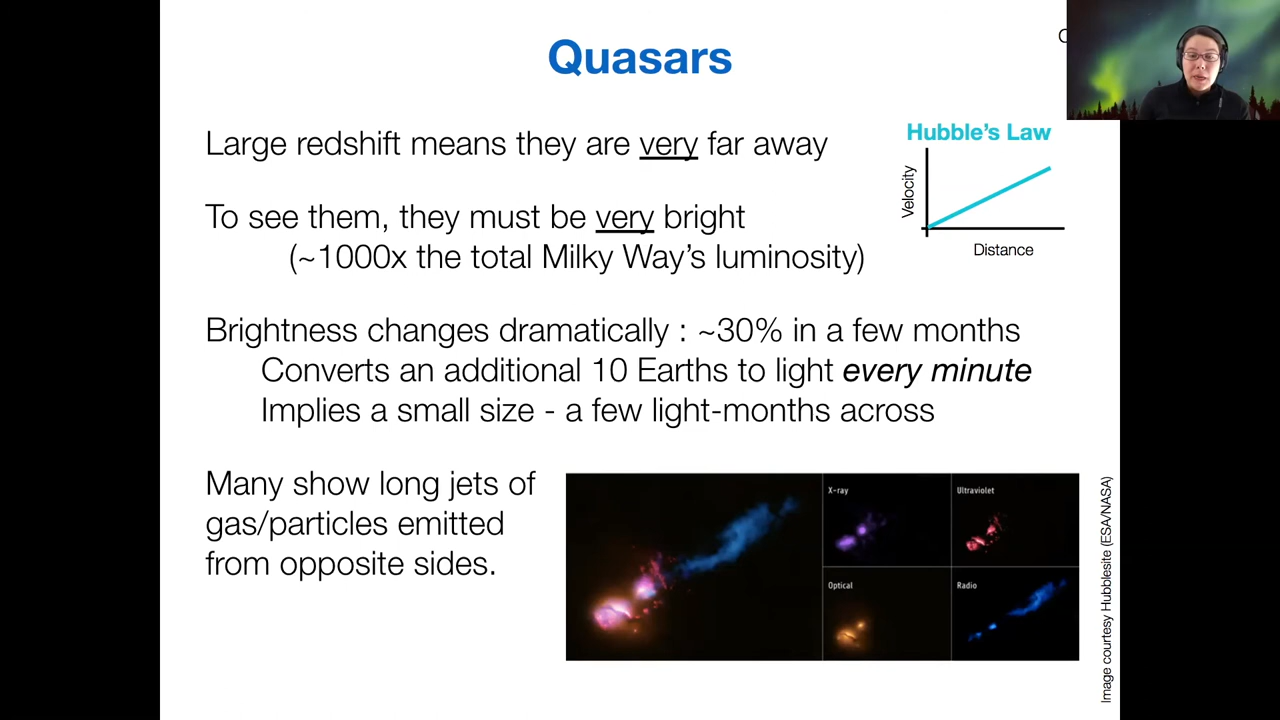 Quasars
Large redshift means they are very far away
Hubble's Law
Velocity
Distance
To see them, they must be very bright
(~1000x the total Milky Way's luminosity)
Brightness changes dramatically : ~30% in a few months
Converts an additional 10 Earths to light every minute
Implies a small size - a few light-months across
Many show long jets of
gas/particles emitted
from opposite sides.
X-ray
Ultraviolet
Optical
Radio
Image courtesy Hubblesite (ESA/NASA)